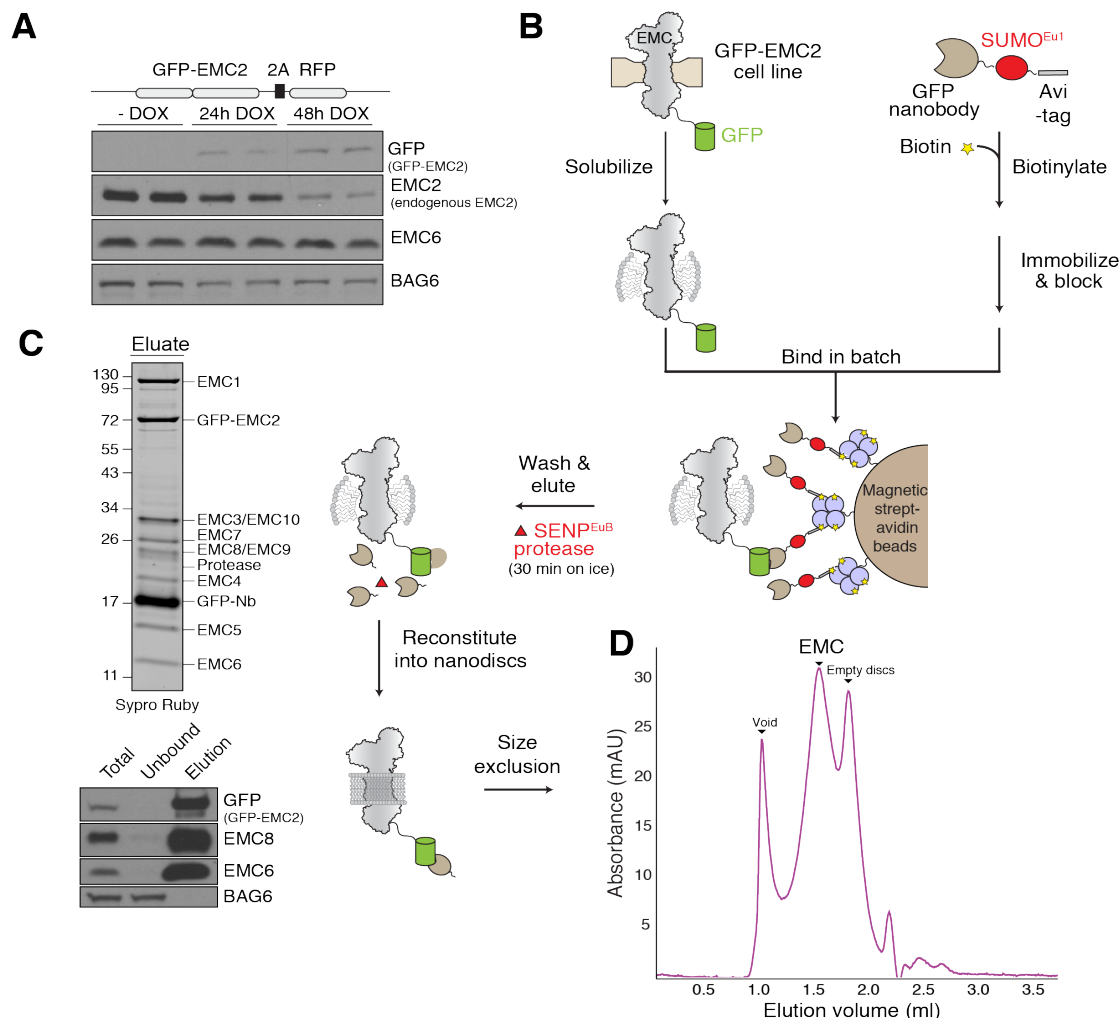 A
GFP-EMC2 2A RFP
- DOX 24h DOX 48h DOX
GFP
(GFP-EMC2)
EMC2
(endogenous EMC2)
EMC6
BAG6
B
EMC
GFP-EMC2
cell line
GFP
SUMOEu1
GFP
nanobody
Avi
-tag
Solubilize
Biotin
Biotinylate
Immobilize
& block
Bind in batch
Magnetic
strept-
avidin
beads
Wash &
elute
SENPEuB
protease
(30 min on ice)
Reconstitute
into nanodiscs
Size
exclusion
C
Eluate
130
95
72
55
43
34
26
17
11
EMC1
GFP-EMC2
EMC3/EMC10
EMC7
EMC8/EMC9
Protease
EMC4
GFP-Nb
EMC5
EMC6
Sypro Ruby
Total
Unbound
Elution
GFP
(GFP-EMC2)
EMC8
EMC6
BAG6
D
EMC
Empty discs
Void
Absorbance (mAU)
30
25
20
15
10
5
0.5 1.0 1.5 2.0 2.5 3.0 3.5
Elution volume (ml)